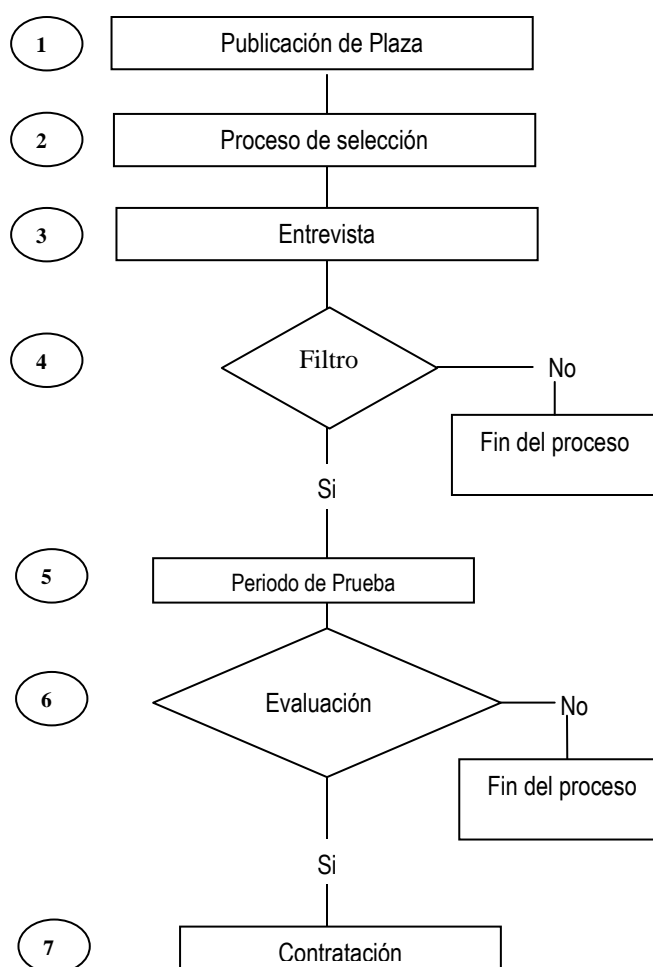 1
Publicación de Plaza
2
Proceso de selección
3
Entrevista
4
Filtro
No
Fin del proceso
Si
5
Periodo de Prueba
6
Evaluación
No
Fin del proceso
Si
7
Contratación